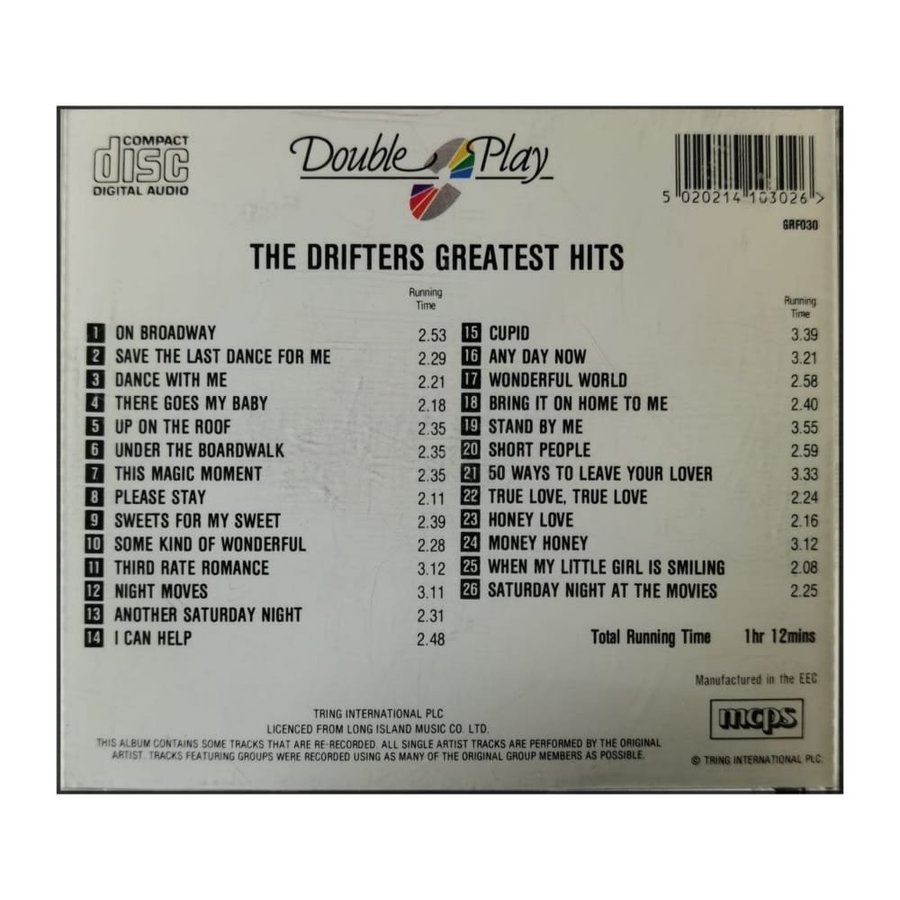 COMPACT
disc
DIGITAL AUDIO
Double Play
5 020214 103026 >
GRF030
THE DRIFTERS GREATEST HITS
Running
Time
1 ON BROADWAY 2.53
2 SAVE THE LAST DANCE FOR ME 2.29
3 DANCE WITH ME 2.21
4 THERE GOES MY BABY 2.18
5 UP ON THE ROOF 2.35
6 UNDER THE BOARDWALK 2.35
7 THIS MAGIC MOMENT 2.35
8 PLEASE STAY 2.11
9 SWEETS FOR MY SWEET 2.39
10 SOME KIND OF WONDERFUL 2.28
11 THIRD RATE ROMANCE 3.12
12 NIGHT MOVES 3.11
13 ANOTHER SATURDAY NIGHT 2.31
14 I CAN HELP 2.48
Running
Time
15 CUPID 3.39
16 ANY DAY NOW 3.21
17 WONDERFUL WORLD 2.58
18 BRING IT ON HOME TO ME 2.40
19 STAND BY ME 3.55
20 SHORT PEOPLE 2.59
21 50 WAYS TO LEAVE YOUR LOVER 3.33
22 TRUE LOVE, TRUE LOVE 2.24
23 HONEY LOVE 2.16
24 MONEY HONEY 3.12
25 WHEN MY LITTLE GIRL IS SMILING 2.08
26 SATURDAY NIGHT AT THE MOVIES 2.25
Total Running Time 1hr 12mins
Manufactured in the EEC
mcps
TRING INTERNATIONAL PLC
LICENCED FROM LONG ISLAND MUSIC CO. LTD.
THIS ALBUM CONTAINS SOME TRACKS THAT ARE RE-RECORDED. ALL SINGLE ARTIST TRACKS ARE PERFORMED BY THE ORIGINAL
ARTIST. TRACKS FEATURING GROUPS WERE RECORDED USING AS MANY OF THE ORIGINAL GROUP MEMBERS AS POSSIBLE.
© TRING INTERNATIONAL PLC.